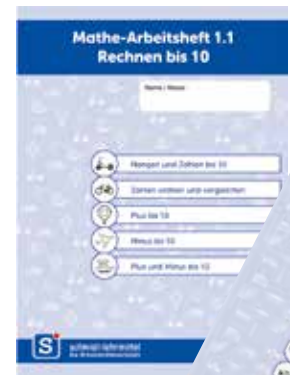 Mathe-Arbeitsheft 1.1
Rechnen bis 10
Name / Klasse
Mengen und Zahlen bis 10
Zahlen ordnen und vergleichen
Plus bis 10
Minus bis 10
Plus und Minus bis 10
S